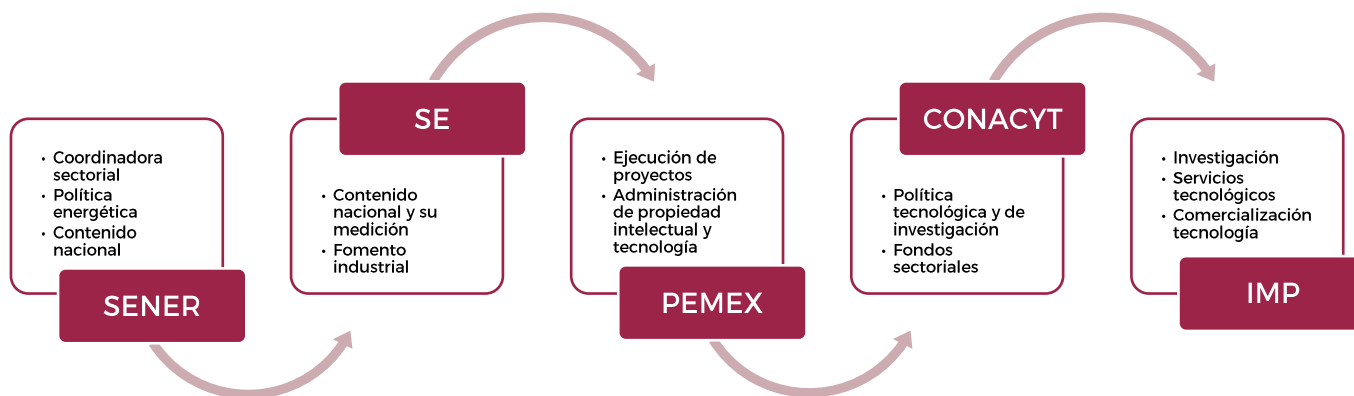 • Coordinadora
sectorial
• Política
energética
• Contenido
nacional
SENER
SE
• Contenido
nacional y su
medición
• Fomento
industrial
• Ejecución de
proyectos
• Administración
de propiedad
intelectual y
tecnología
PEMEX
CONACYT
• Política
tecnológica y de
investigación
• Fondos
sectoriales
• Investigación
• Servicios
tecnológicos
• Comercialización
tecnología
IMP